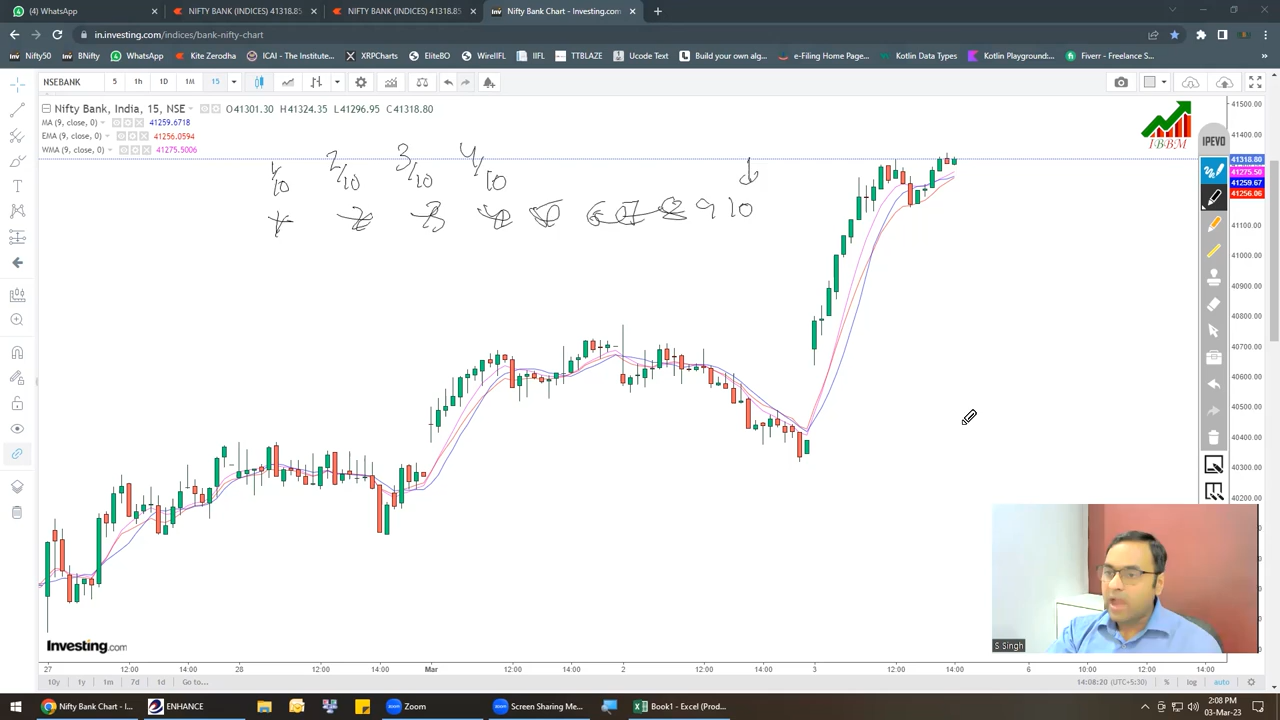 (4) WhatsApp
NIFTY BANK (INDICES) 41318.85
NIFTY BANK (INDICES) 41318.85
Nifty Bank Chart - Investing.com
in.investing.com/indices/bank-nifty-chart
Nifty50
BankNifty
WhatsApp
Kite Zerodha
ICAI - The Institute...
XRPCharts
EliteBO
WireIFL
IIFL
TTBLAZE
Ucode Text
Build your own alg...
e-Filing Home Page...
Kotlin Data Types
Kotlin Playground:...
Fiverr - Freelance S...
NSEBANK
5
1h
1D
1M
15
Nifty Bank, India, 15, NSE
O41301.30 H41324.35 L41296.95 C41318.80
MA (9, close, 0) 41259.6718
EMA (9, close, 0) 41256.0594
WMA (9, close, 0) 41275.5006
1/10 2/10 3/10 4/10
1 2 3 4 5 6 7 8 9 10
I·B·B·M
IPEVO
41500.00
41400.00
41318.80
41275.50
41259.67
41256.06
41100.00
41000.00
40900.00
40800.00
40700.00
40600.00
40500.00
40400.00
40300.00
40200.00
Investing.com
S Singh
27 12:00 14:00 28 12:00 14:00 Mar 12:00 14:00 2 12:00 14:00 3 12:00 14:00 6 10:00 12:00 14:00
10y 1y 1m 7d 1d Go to...
14:08:20 (UTC+5:30) % log auto
Nifty Bank Chart - I...
ENHANCE
Zoom
Screen Sharing Me...
Book1 - Excel (Prod...
2:08 PM
03-Mar-23